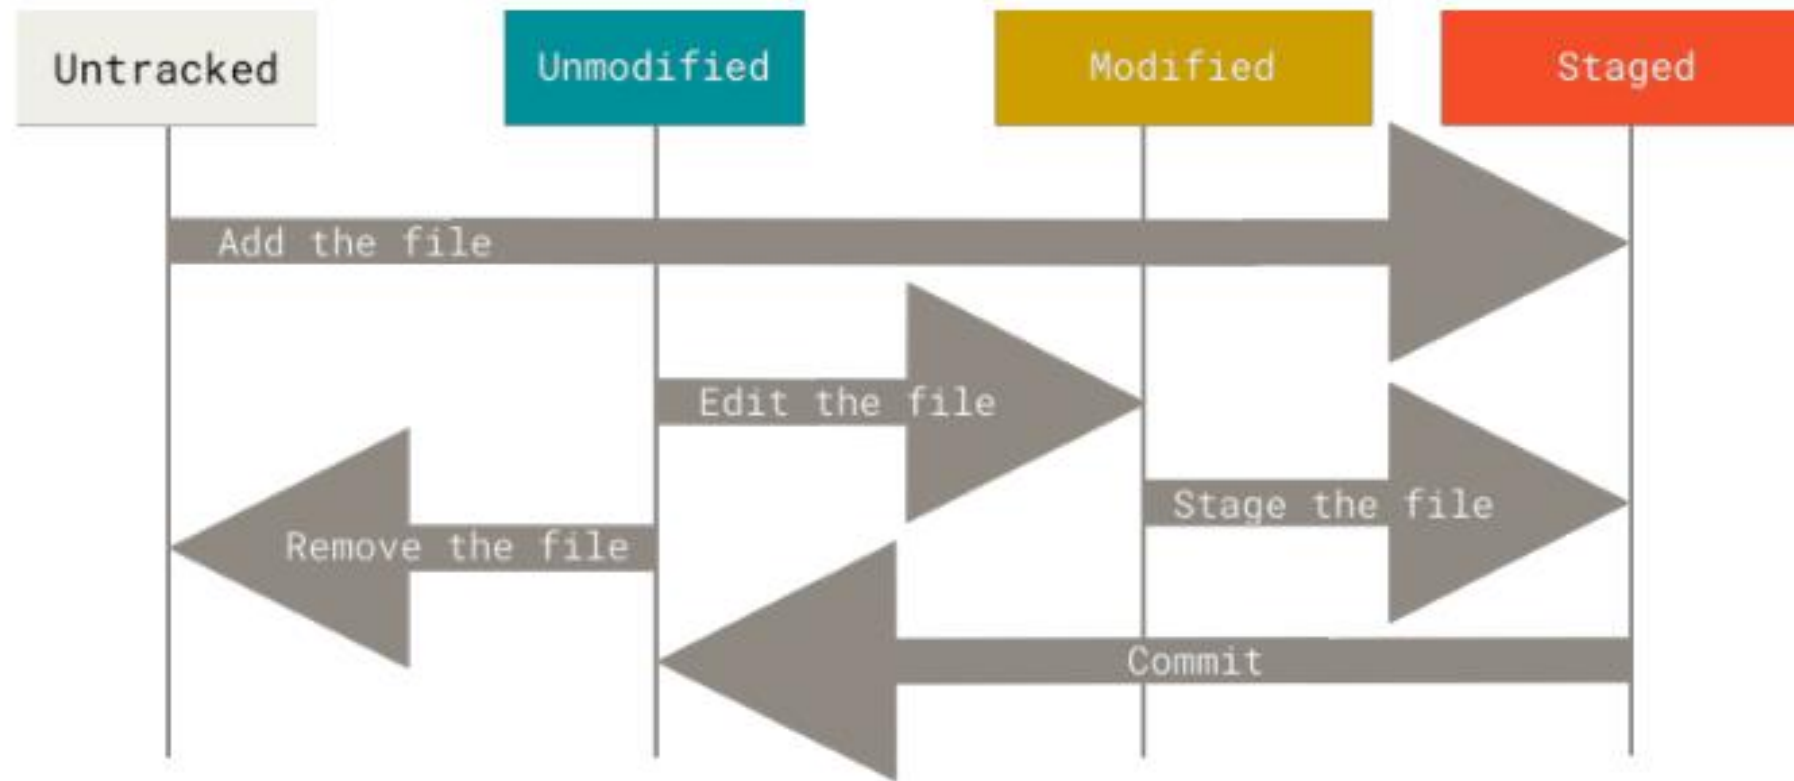 Untracked
Unmodified
Modified
Staged
Add the file
Edit the file
Stage the file
Remove the file
Commit